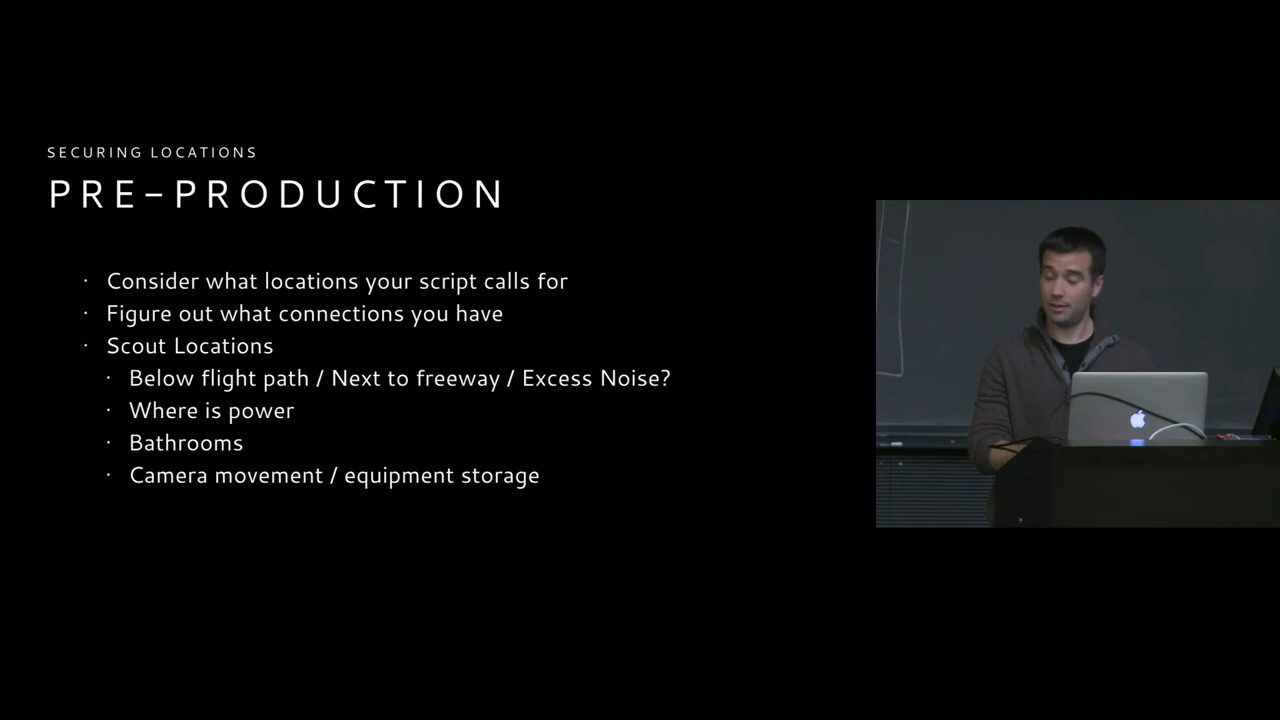 SECURING LOCATIONS
PRE-PRODUCTION
· Consider what locations your script calls for
· Figure out what connections you have
· Scout Locations
· Below flight path / Next to freeway / Excess Noise?
· Where is power
· Bathrooms
· Camera movement / equipment storage